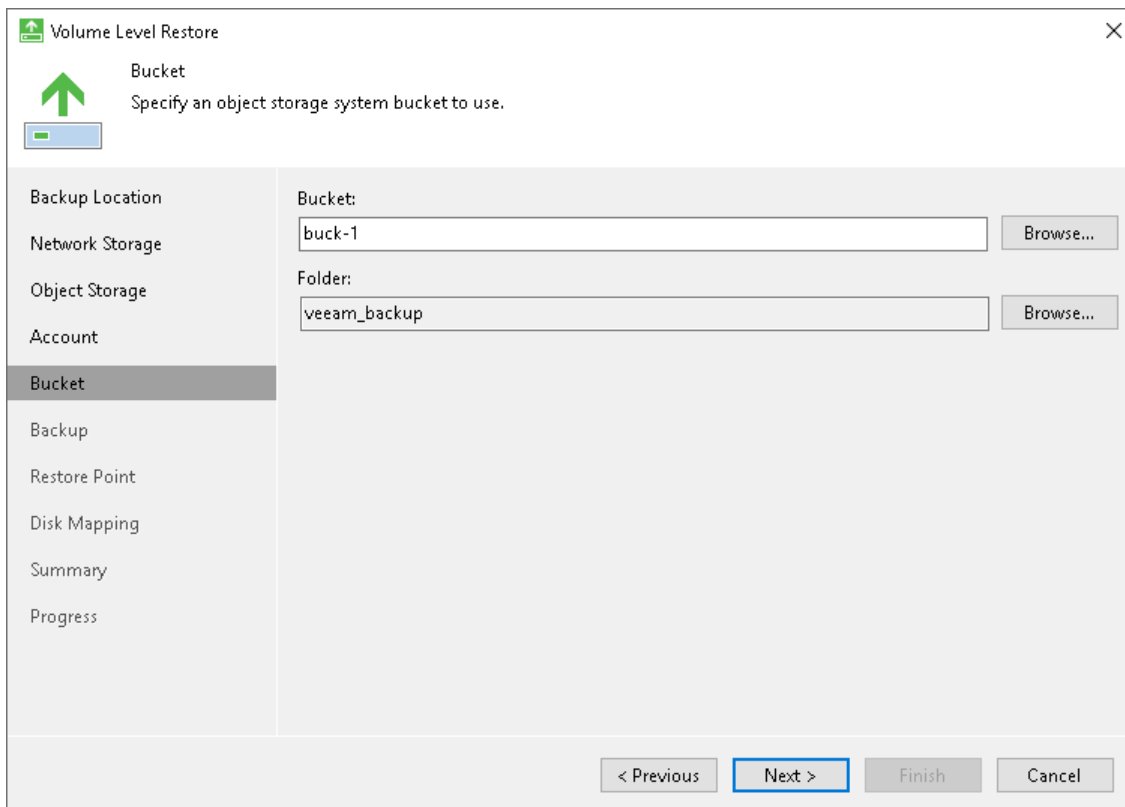 Volume Level Restore
Bucket
Specify an object storage system bucket to use.
Backup Location
Network Storage
Object Storage
Account
Bucket
Backup
Restore Point
Disk Mapping
Summary
Progress
Bucket:
buck-1
Browse...
Folder:
veeam_backup
Browse...
< Previous
Next >
Finish
Cancel